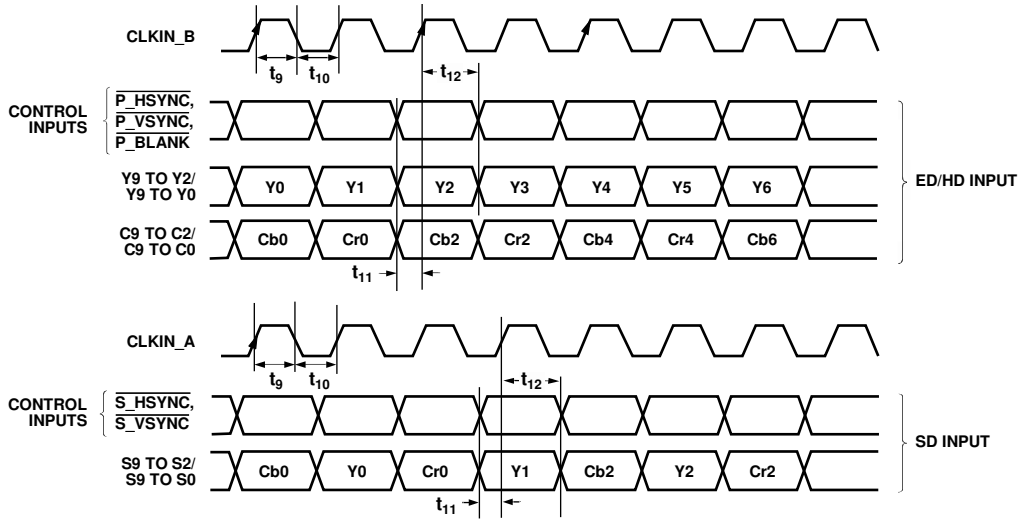 CLKIN_B
t9
t10
t12
CONTROL
INPUTS
P_HSYNC,
P_VSYNC,
P_BLANK
Y9 TO Y2/
Y9 TO Y0
Y0 Y1 Y2 Y3 Y4 Y5 Y6
ED/HD INPUT
C9 TO C2/
C9 TO C0
Cb0 Cr0 Cb2 Cr2 Cb4 Cr4 Cb6
t11
CLKIN_A
t9
t10
t12
CONTROL
INPUTS
S_HSYNC,
S_VSYNC
SD INPUT
S9 TO S2/
S9 TO S0
Cb0 Y0 Cr0 Y1 Cb2 Y2 Cr2
t11